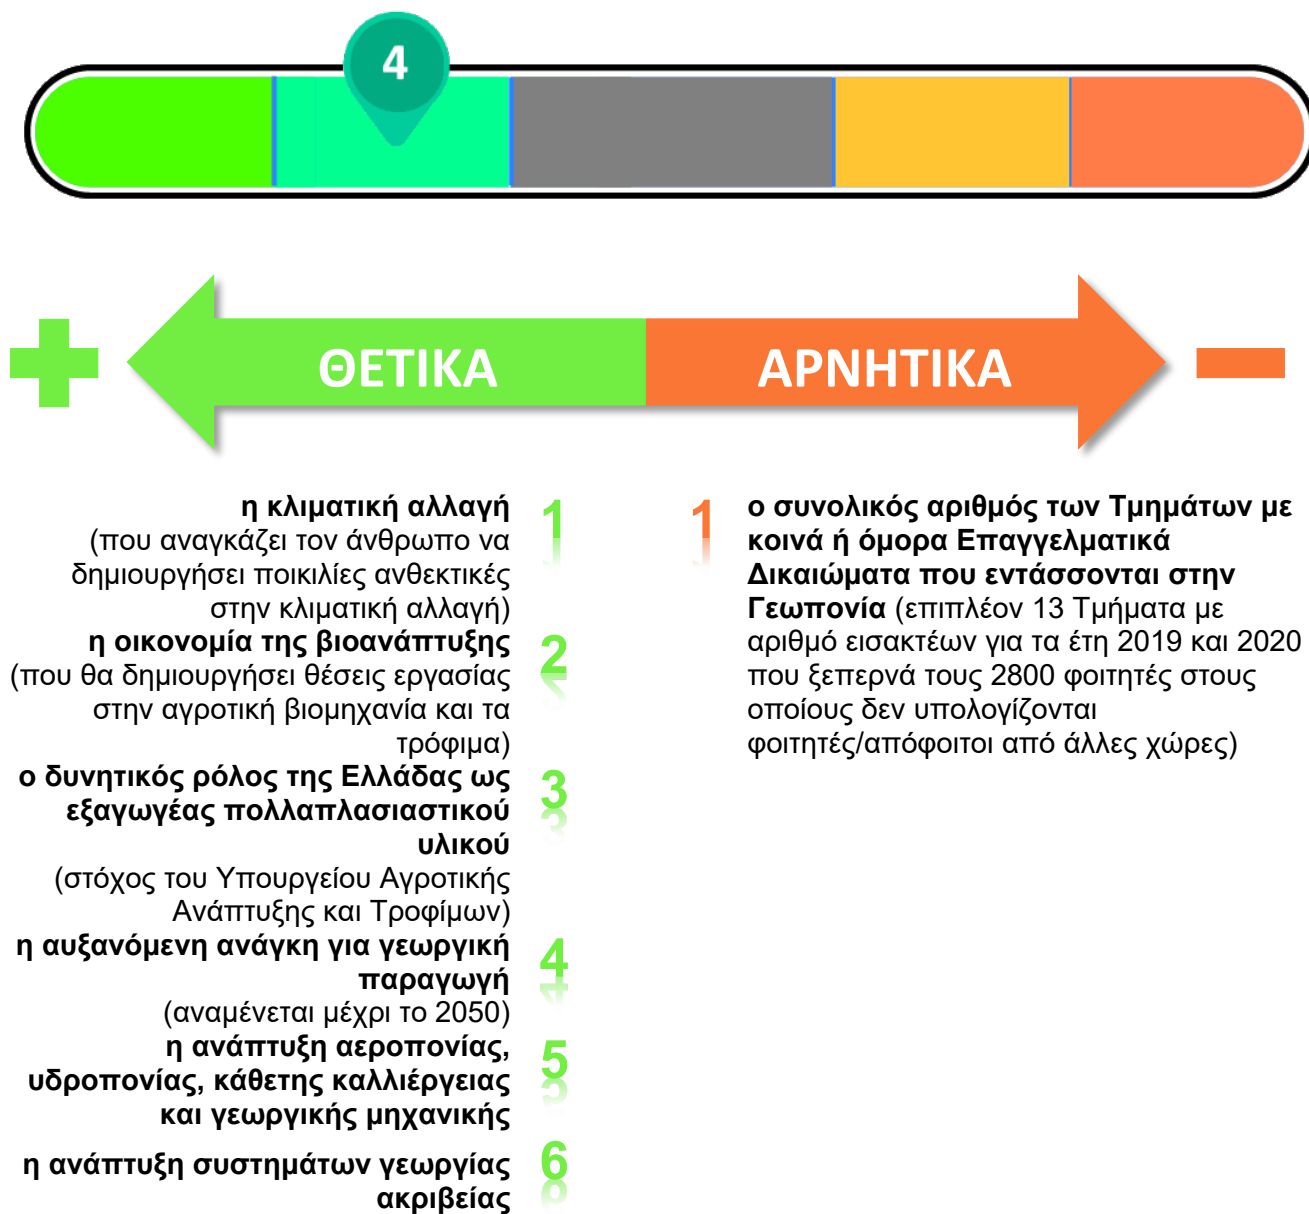 4
ΘΕΤΙΚΑ
ΑΡΝΗΤΙΚΑ
η κλιματική αλλαγή
(που αναγκάζει τον άνθρωπο να
δημιουργήσει ποικιλίες ανθεκτικές
στην κλιματική αλλαγή)
1
η οικονομία της βιοανάπτυξης
(που θα δημιουργήσει θέσεις εργασίας
στην αγροτική βιομηχανία και τα
τρόφιμα)
2
ο δυνητικός ρόλος της Ελλάδας ως
εξαγωγέας πολλαπλασιαστικού
υλικού
(στόχος του Υπουργείου Αγροτικής
Ανάπτυξης και Τροφίμων)
3
η αυξανόμενη ανάγκη για γεωργική
παραγωγή
(αναμένεται μέχρι το 2050)
4
η ανάπτυξη αεροπονίας,
υδροπονίας, κάθετης καλλιέργειας
και γεωργικής μηχανικής
5
η ανάπτυξη συστημάτων γεωργίας
ακριβείας
6
1
ο συνολικός αριθμός των Τμημάτων με
κοινά ή όμορα Επαγγελματικά
Δικαιώματα που εντάσσονται στην
Γεωπονία (επιπλέον 13 Τμήματα με
αριθμό εισακτέων για τα έτη 2019 και 2020
που ξεπερνά τους 2800 φοιτητές στους
οποίους δεν υπολογίζονται
φοιτητές/απόφοιτοι από άλλες χώρες)